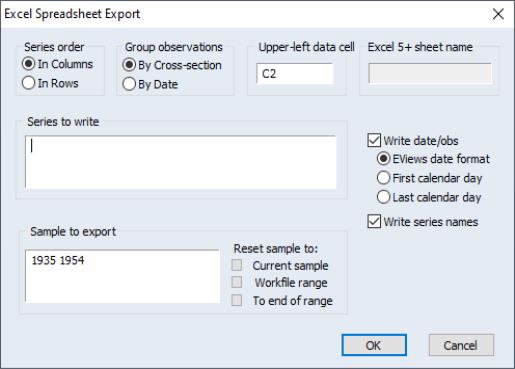 Excel Spreadsheet Export
Series order
In Columns
In Rows
Group observations
By Cross-section
By Date
Upper-left data cell
C2
Excel 5+ sheet name
Series to write
Write date/obs
EViews date format
First calendar day
Last calendar day
Write series names
Sample to export
1935 1954
Reset sample to:
Current sample
Workfile range
To end of range
OK
Cancel